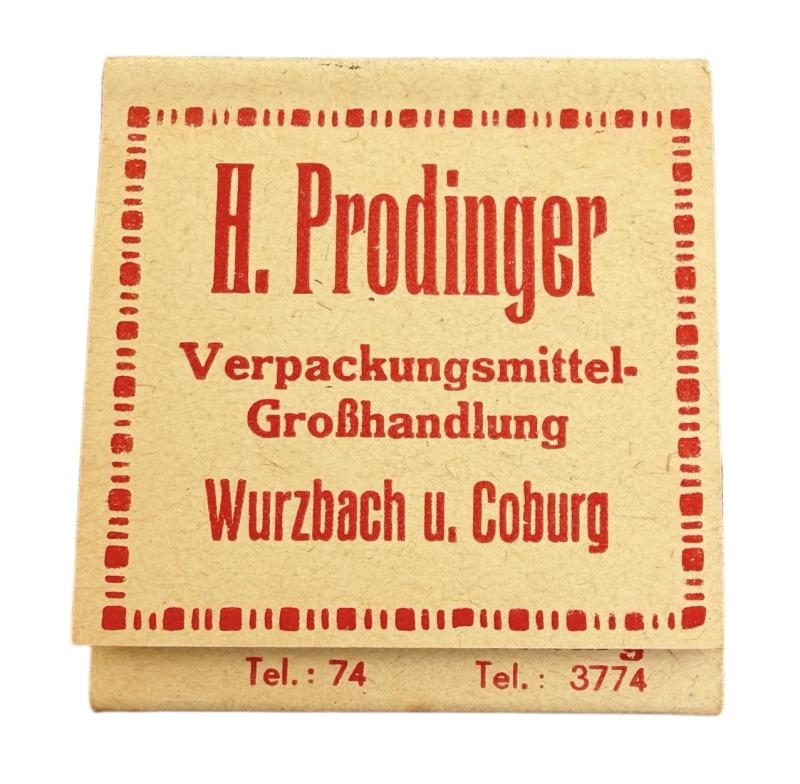 H. Prodinger
Verpackungsmittel-
Großhandlung
Wurzbach u. Coburg
Tel.: 74 Tel.: 3774